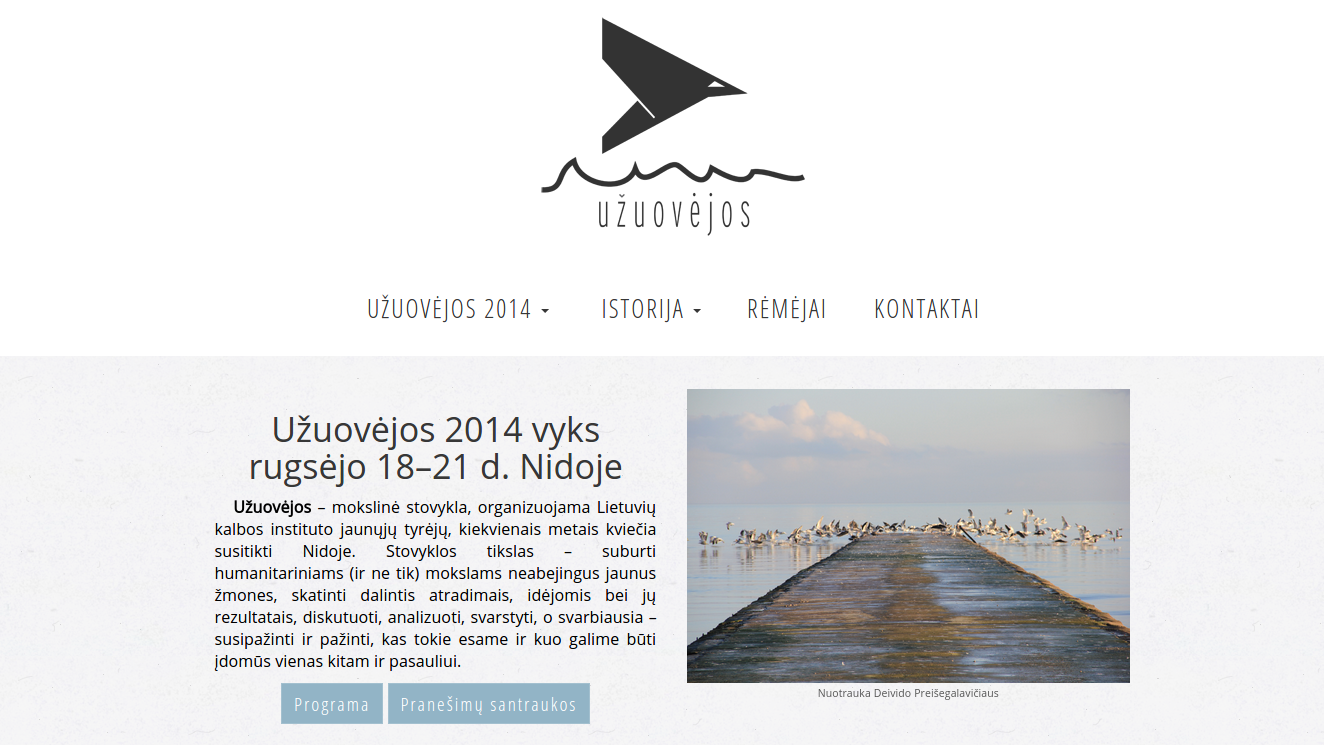 užuovėjos
UŽUOVĖJOS 2014
ISTORIJA
RĖMĖJAI
KONTAKTAI
Užuovėjos 2014 vyks
rugsėjo 18–21 d. Nidoje
Užuovėjos – mokslinė stovykla, organizuojama Lietuvių
kalbos instituto jaunųjų tyrėjų, kiekvienais metais kviečia
susitikti Nidoje. Stovyklos tikslas – suburti
humanitariniams (ir ne tik) mokslams neabejingus jaunus
žmones, skatinti dalintis atradimais, idėjomis bei jų
rezultatais, diskutuoti, analizuoti, svarstyti, o svarbiausia –
susipažinti ir pažinti, kas tokie esame ir kuo galime būti
įdomūs vienas kitam ir pasauliui.
Programa
Pranešimų santraukos
Nuotrauka Deivido Preišegalavičiaus